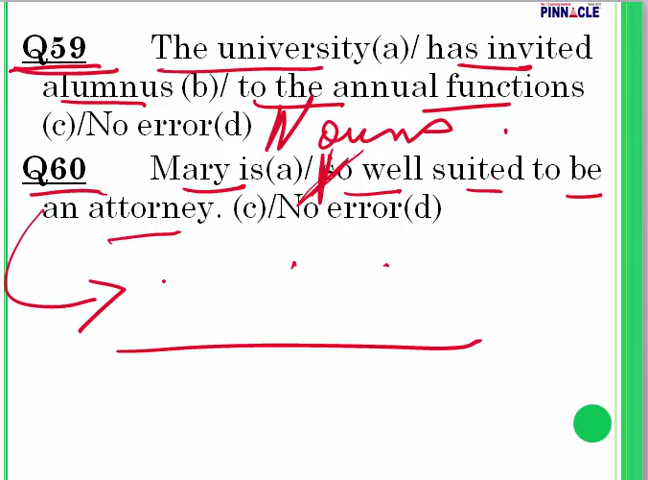 PINNACLE
Q59 The university(a)/ has invited
alumnus (b)/ to the annual functions
(c)/No error(d) Nouns.
Q60 Mary is(a)/ so well suited to be
an attorney. (c)/No error(d)